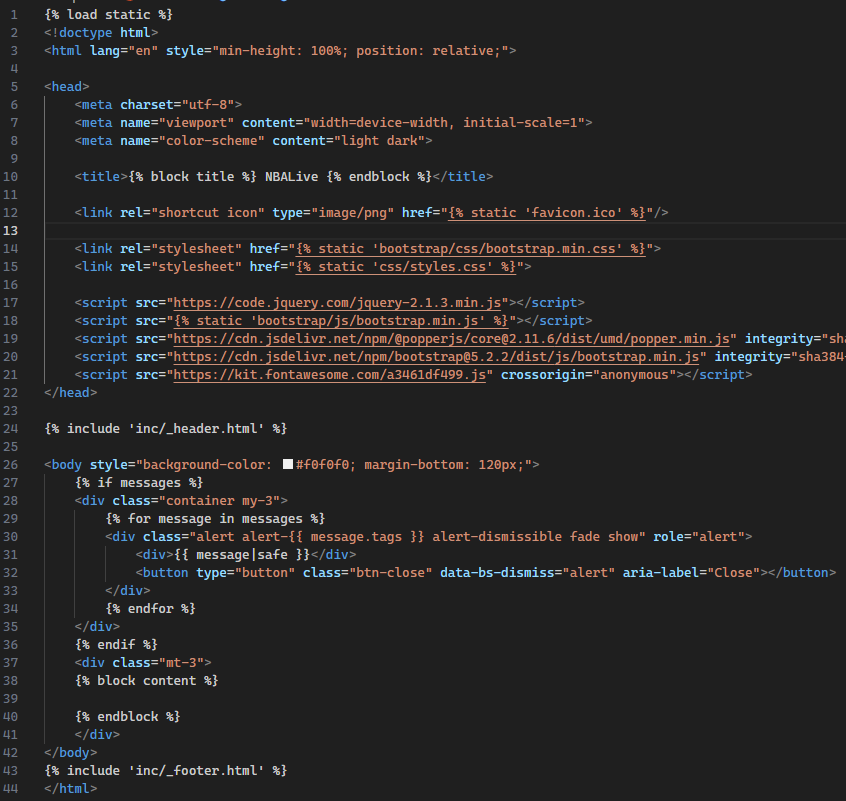 1 {% load static %}
2 <!doctype html>
3 <html lang="en" style="min-height: 100%; position: relative;">
4
5 <head>
6 <meta charset="utf-8">
7 <meta name="viewport" content="width=device-width, initial-scale=1">
8 <meta name="color-scheme" content="light dark">
9
10 <title>{% block title %} NBALive {% endblock %}</title>
11
12 <link rel="shortcut icon" type="image/png" href="{% static 'favicon.ico' %}"/>
13
14 <link rel="stylesheet" href="{% static 'bootstrap/css/bootstrap.min.css' %}">
15 <link rel="stylesheet" href="{% static 'css/styles.css' %}">
16
17 <script src="https://code.jquery.com/jquery-2.1.3.min.js"></script>
18 <script src="{% static 'bootstrap/js/bootstrap.min.js' %}"></script>
19 <script src="https://cdn.jsdelivr.net/npm/@popperjs/core@2.11.6/dist/umd/popper.min.js" integrity="sha
20 <script src="https://cdn.jsdelivr.net/npm/bootstrap@5.2.2/dist/js/bootstrap.min.js" integrity="sha384-
21 <script src="https://kit.fontawesome.com/a3461df499.js" crossorigin="anonymous"></script>
22 </head>
23
24 {% include 'inc/_header.html' %}
25
26 <body style="background-color: #f0f0f0; margin-bottom: 120px;">
27 {% if messages %}
28 <div class="container my-3">
29 {% for message in messages %}
30 <div class="alert alert-{{ message.tags }} alert-dismissible fade show" role="alert">
31 <div>{{ message|safe }}</div>
32 <button type="button" class="btn-close" data-bs-dismiss="alert" aria-label="Close"></button>
33 </div>
34 {% endfor %}
35 </div>
36 {% endif %}
37 <div class="mt-3">
38 {% block content %}
39
40 {% endblock %}
41 </div>
42 </body>
43 {% include 'inc/_footer.html' %}
44 </html>